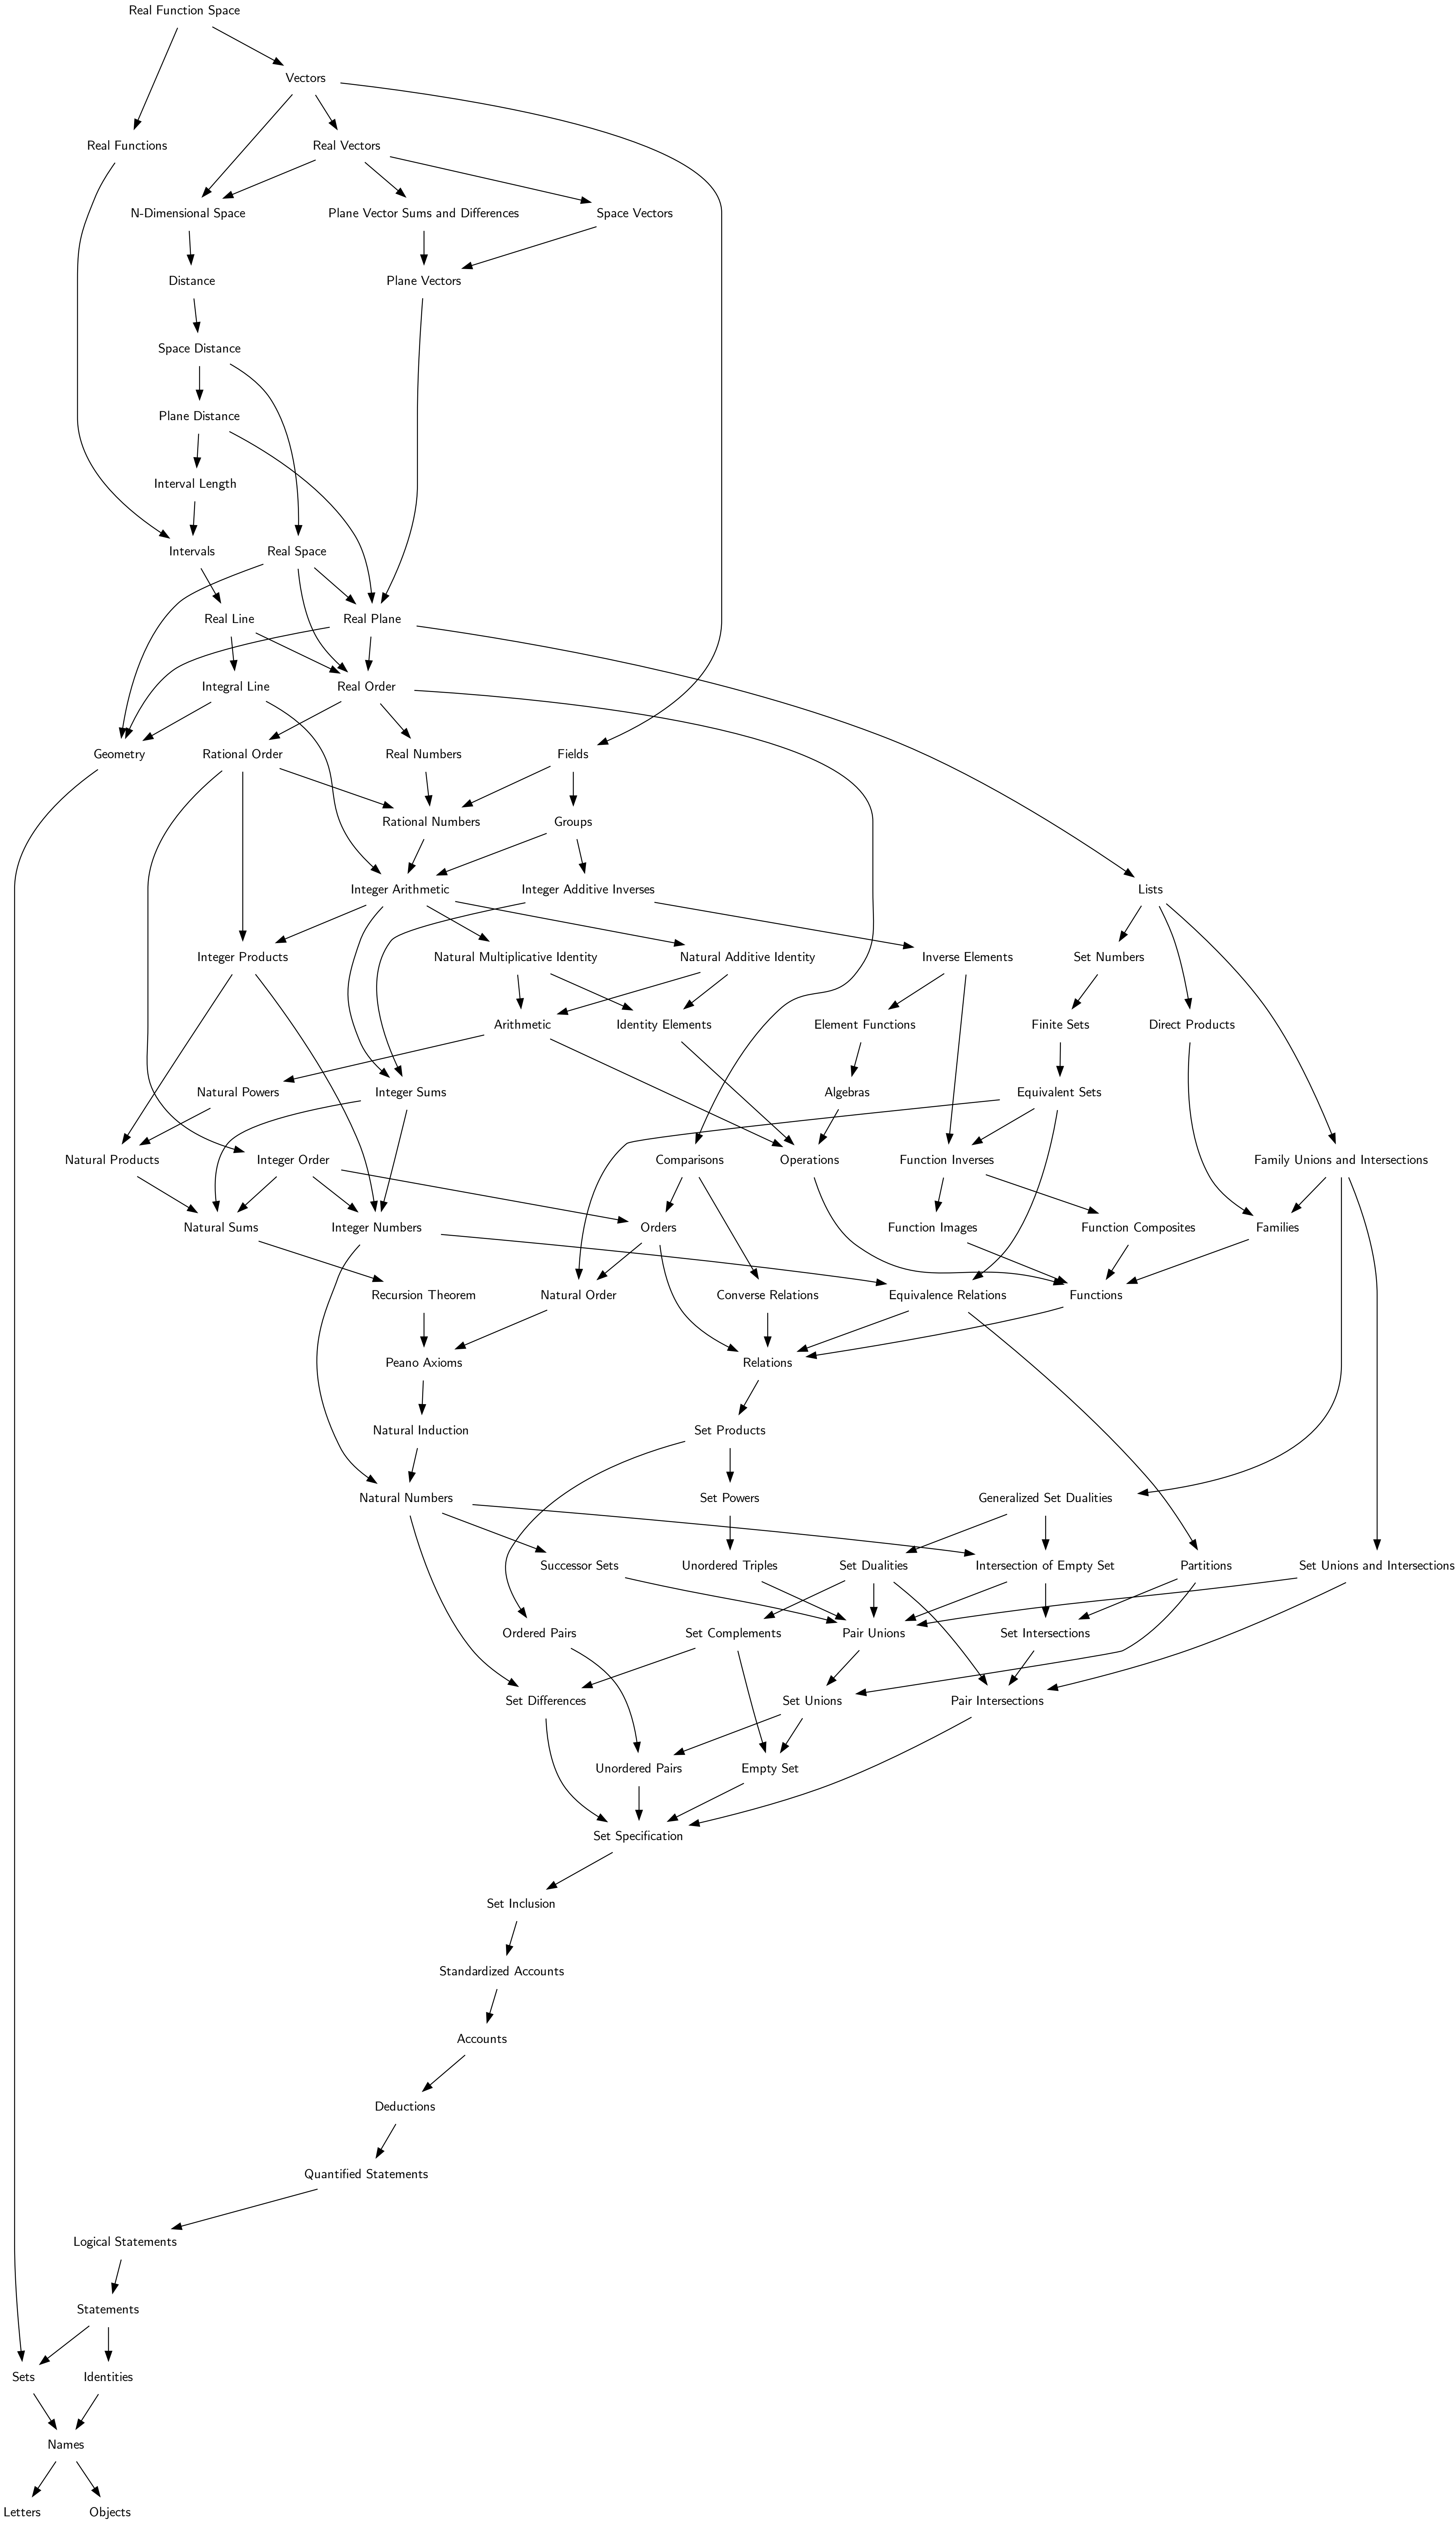 Real Function Space
Vectors
Real Functions
Real Vectors
N-Dimensional Space
Plane Vector Sums and Differences
Space Vectors
Distance
Plane Vectors
Space Distance
Plane Distance
Interval Length
Intervals
Real Space
Real Line
Real Plane
Integral Line
Real Order
Geometry
Rational Order
Real Numbers
Fields
Rational Numbers
Groups
Integer Arithmetic
Integer Additive Inverses
Lists
Integer Products
Natural Multiplicative Identity
Natural Additive Identity
Inverse Elements
Set Numbers
Arithmetic
Identity Elements
Element Functions
Finite Sets
Direct Products
Natural Powers
Integer Sums
Algebras
Equivalent Sets
Natural Products
Integer Order
Comparisons
Operations
Function Inverses
Family Unions and Intersections
Natural Sums
Integer Numbers
Orders
Function Images
Function Composites
Families
Recursion Theorem
Natural Order
Converse Relations
Equivalence Relations
Functions
Peano Axioms
Relations
Natural Induction
Set Products
Natural Numbers
Set Powers
Generalized Set Dualities
Successor Sets
Unordered Triples
Set Dualities
Intersection of Empty Set
Partitions
Set Unions and Intersections
Ordered Pairs
Set Complements
Pair Unions
Set Intersections
Set Differences
Set Unions
Pair Intersections
Unordered Pairs
Empty Set
Set Specification
Set Inclusion
Standardized Accounts
Accounts
Deductions
Quantified Statements
Logical Statements
Statements
Sets
Identities
Names
Letters
Objects